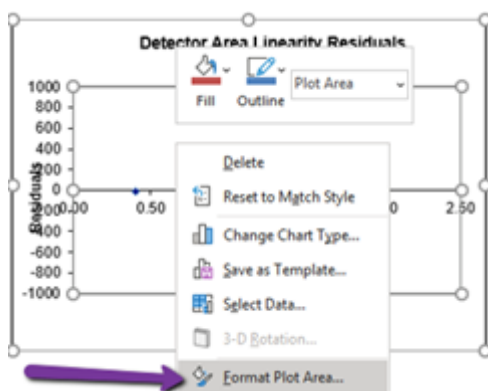 Detector Area Linearity Residuals
Fill
Outline
Plot Area
1000
800
600
400
200
0
-200
-400
-600
-800
-1000
Residuals
0.00
0.50
0
2.50
Delete
Reset to Match Style
Change Chart Type...
Save as Template...
Select Data...
3-D Rotation...
Format Plot Area...